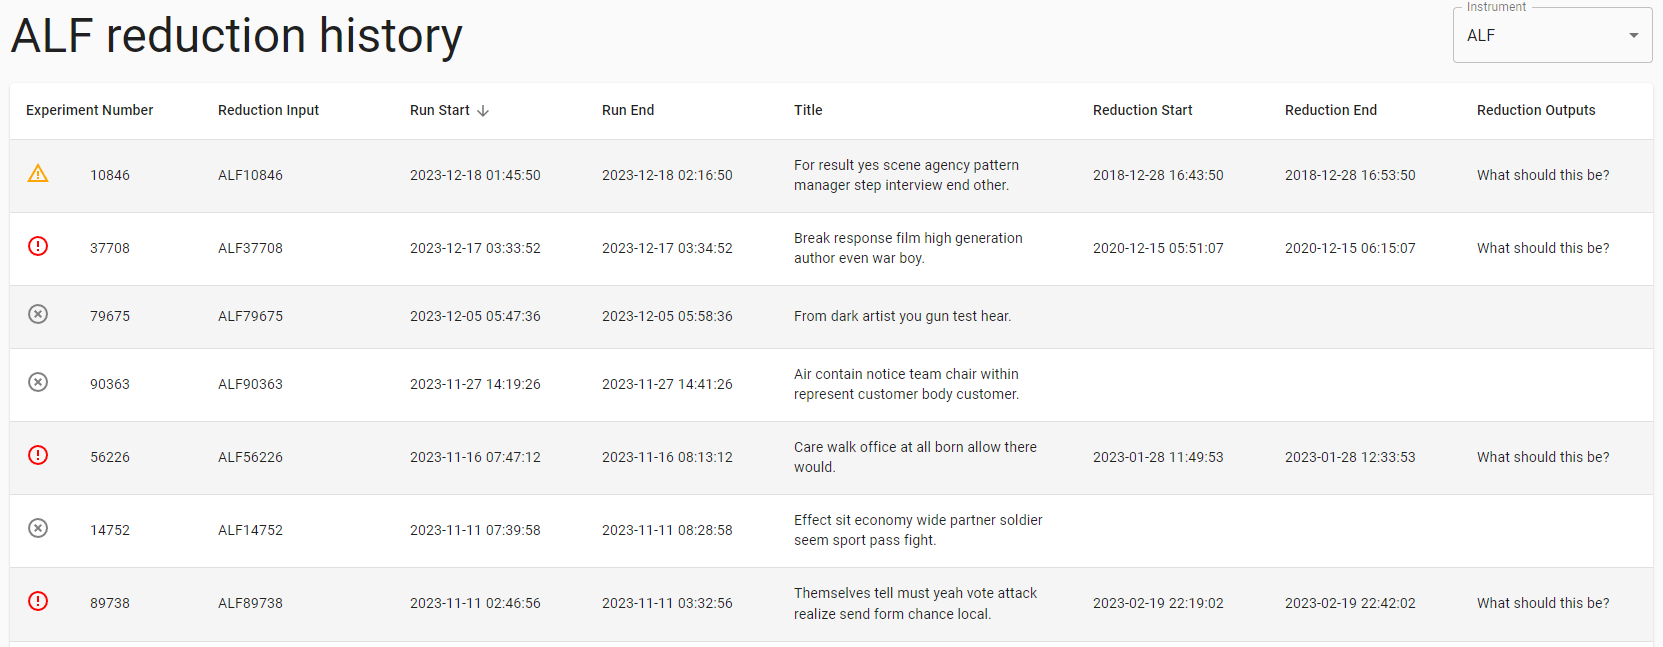 ALF reduction history
Instrument
ALF
Experiment Number Reduction Input Run Start Run End Title Reduction Start Reduction End Reduction Outputs
10846 ALF10846 2023-12-18 01:45:50 2023-12-18 02:16:50 For result yes scene agency pattern 2018-12-28 16:43:50 2018-12-28 16:53:50 What should this be?
manager step interview end other.
37708 ALF37708 2023-12-17 03:33:52 2023-12-17 03:34:52 Break response film high generation 2020-12-15 05:51:07 2020-12-15 06:15:07 What should this be?
author even war boy.
79675 ALF79675 2023-12-05 05:47:36 2023-12-05 05:58:36 From dark artist you gun test hear.
90363 ALF90363 2023-11-27 14:19:26 2023-11-27 14:41:26 Air contain notice team chair within
represent customer body customer.
56226 ALF56226 2023-11-16 07:47:12 2023-11-16 08:13:12 Care walk office at all born allow there 2023-01-28 11:49:53 2023-01-28 12:33:53 What should this be?
would.
14752 ALF14752 2023-11-11 07:39:58 2023-11-11 08:28:58 Effect sit economy wide partner soldier
seem sport pass fight.
89738 ALF89738 2023-11-11 02:46:56 2023-11-11 03:32:56 Themselves tell must yeah vote attack 2023-02-19 22:19:02 2023-02-19 22:42:02 What should this be?
realize send form chance local.